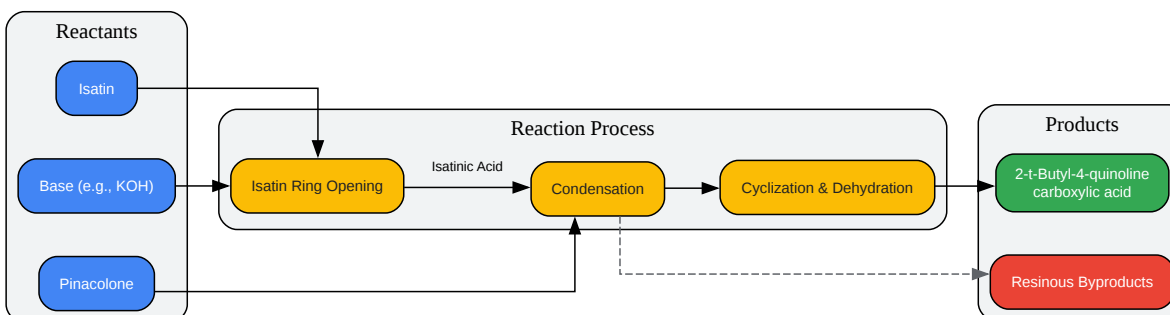 Reactants
Isatin
Base (e.g., KOH)
Pinacolone
Reaction Process
Isatin Ring Opening
Isatinic Acid
Condensation
Cyclization & Dehydration
Products
2-t-Butyl-4-quinoline
carboxylic acid
Resinous Byproducts